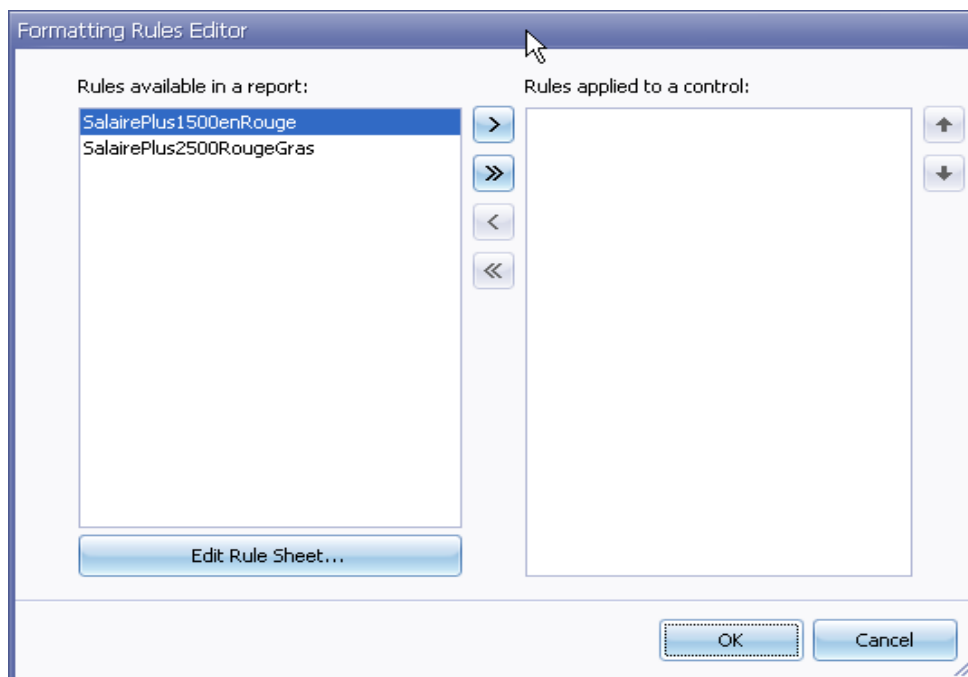 Formatting Rules Editor
Rules available in a report:
Rules applied to a control:
SalairePlus1500enRouge
SalairePlus2500RougeGras
>
>>
<
<<
Edit Rule Sheet...
OK
Cancel